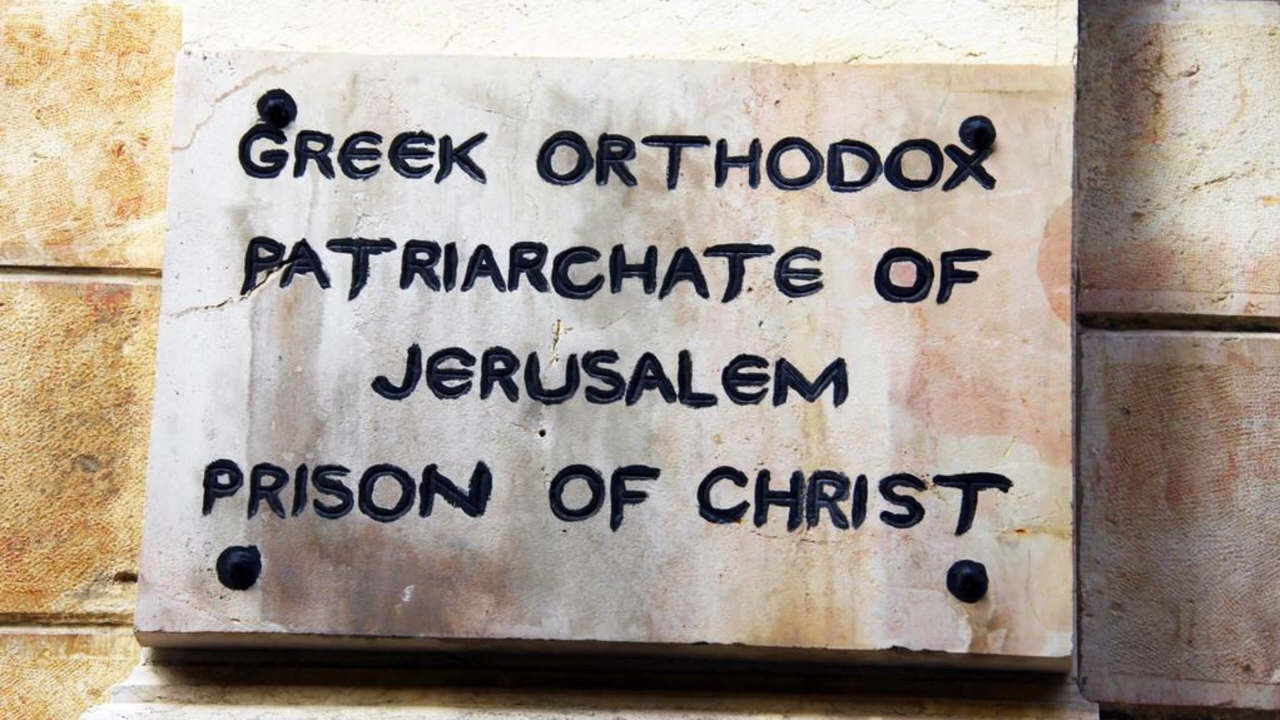 GREEK ORTHODOX
PATRIARCHATE OF
JERUSALEM
PRISON OF CHRIST